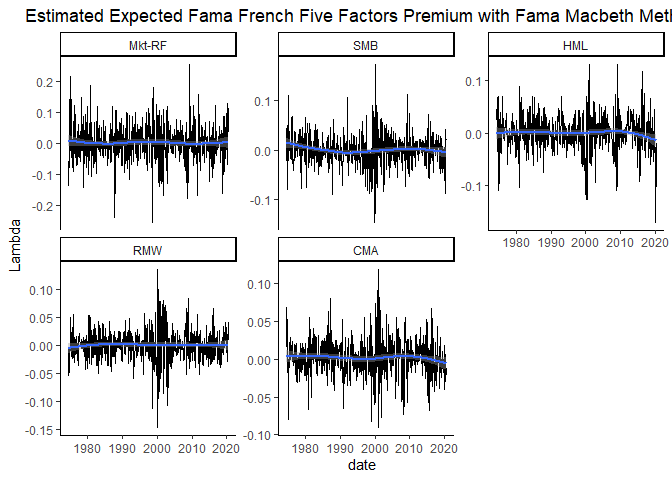 Estimated Expected Fama French Five Factors Premium with Fama Macbeth Metl
Mkt-RF
SMB
HML
0.2
0.1
0.0
-0.1
-0.2
0.1
0.0
-0.1
0.1
0.0
-0.1
1980 1990 2000 2010 2020
Lambda
RMW
CMA
0.10
0.05
0.00
-0.05
-0.10
-0.15
0.10
0.05
0.00
-0.05
-0.10
1980 1990 2000 2010 2020
1980 1990 2000 2010 2020
date